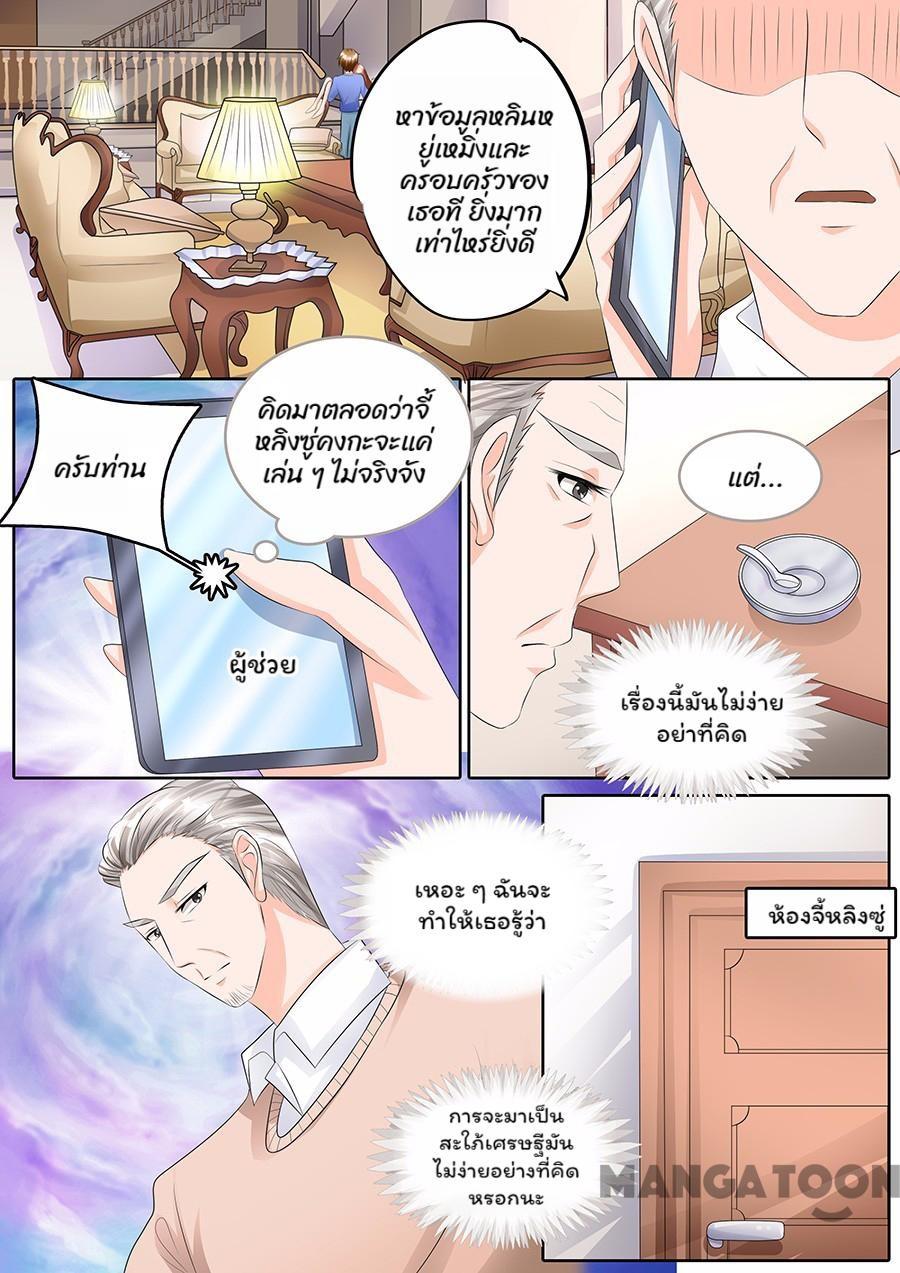 หาข้อมูลหลินห
ยู่เหมิ่งและ
ครอบครัวของ
เธอที ยิ่งมาก
เท่าไหร่ยิ่งดี
ครับท่าน
คิดมาตลอดว่าจี้
หลิงซู่คงกะจะแค่
เล่น ๆ ไม่จริงจัง
ผู้ช่วย
แต่...
เรื่องนี้มันไม่ง่าย
อย่าที่คิด
เหอะ ๆ ฉันจะ
ทำให้เธอรู้ว่า
ห้องจี้หลิงซู่
การจะมาเป็น
สะใภ้เศรษฐีมัน
ไม่ง่ายอย่างที่คิด
หรอกนะ
MANGATOON